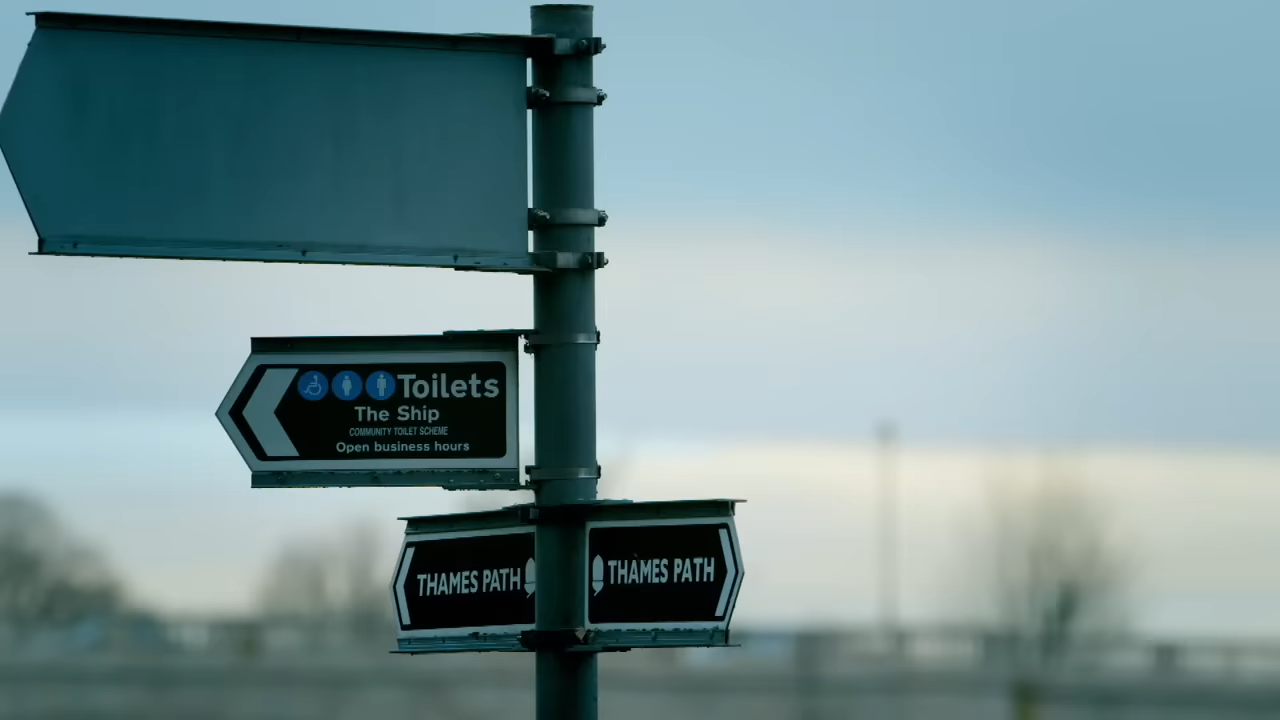 Toilets
The Ship
COMMUNITY TOILET SCHEME
Open business hours
THAMES PATH
THAMES PATH